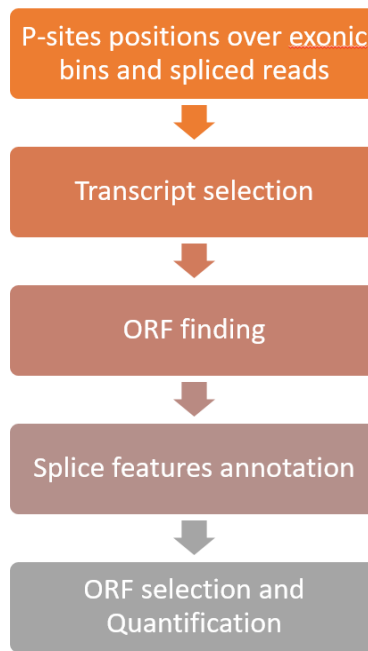 P-sites positions over exonic
bins and spliced reads
Transcript selection
ORF finding
Splice features annotation
ORF selection and
Quantification